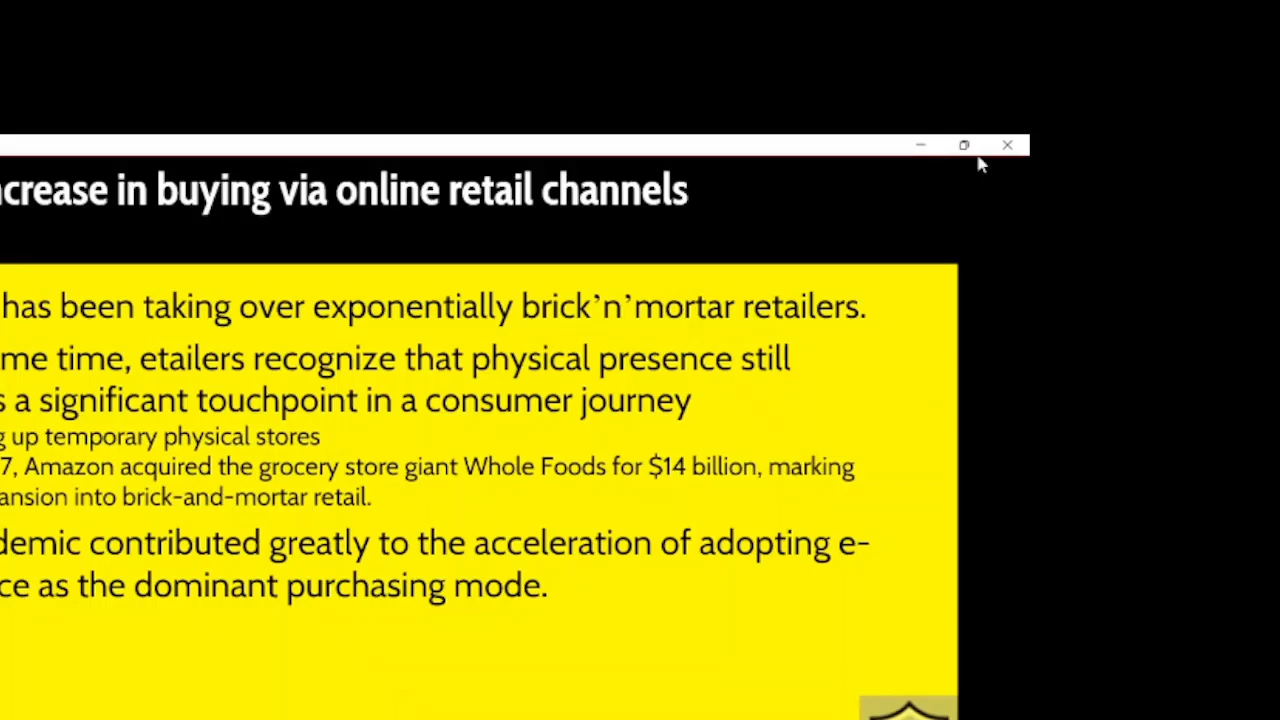 ncrease in buying via online retail channels
has been taking over exponentially brick’n’mortar retailers.
me time, etailers recognize that physical presence still
s a significant touchpoint in a consumer journey
g up temporary physical stores
7, Amazon acquired the grocery store giant Whole Foods for $14 billion, marking
ansion into brick-and-mortar retail.
demic contributed greatly to the acceleration of adopting e-
ce as the dominant purchasing mode.